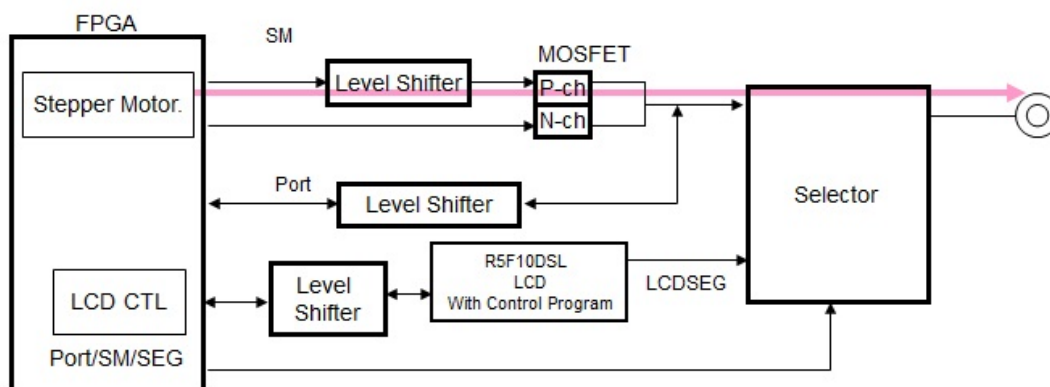 FPGA
SM
MOSFET
Stepper Motor.
Level Shifter
P-ch
N-ch
Port
Level Shifter
Selector
LCD CTL
Level
Shifter
R5F10DSL
LCD
With Control Program
LCDSEG
Port/SM/SEG